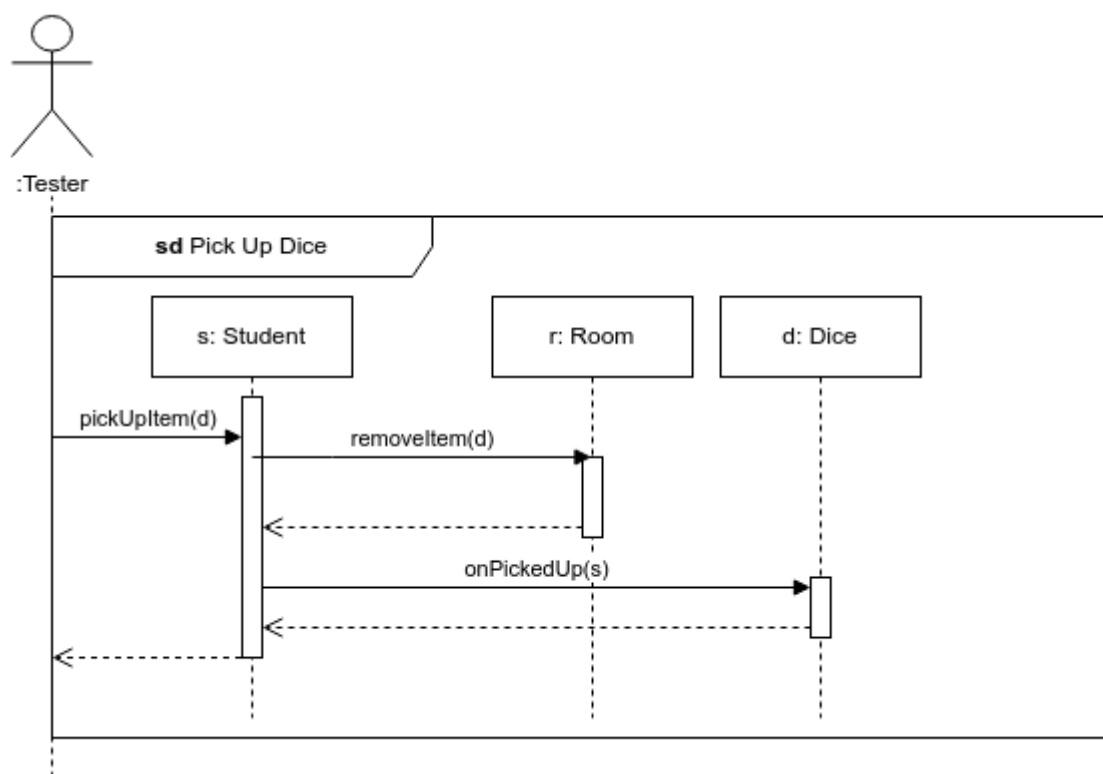 :Tester
sd Pick Up Dice
s: Student
r: Room
d: Dice
pickUpItem(d)
removeItem(d)
onPickedUp(s)